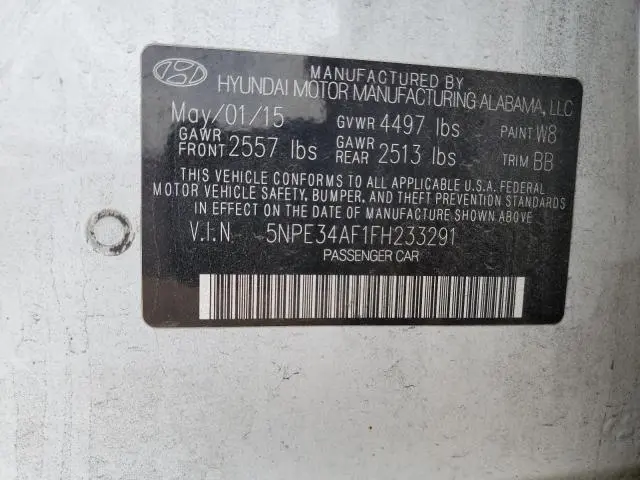 MANUFACTURED BY
HYUNDAI MOTOR MANUFACTURING ALABAMA, LLC
May/01/15 GVWR 4497 lbs PAINT W8
GAWR FRONT 2557 lbs GAWR REAR 2513 lbs TRIM BB
THIS VEHICLE CONFORMS TO ALL APPLICABLE U.S.A. FEDERAL
MOTOR VEHICLE SAFETY, BUMPER, AND THEFT PREVENTION STANDARDS
IN EFFECT ON THE DATE OF MANUFACTURE SHOWN ABOVE
V.I.N 5NPE34AF1FH233291
PASSENGER CAR